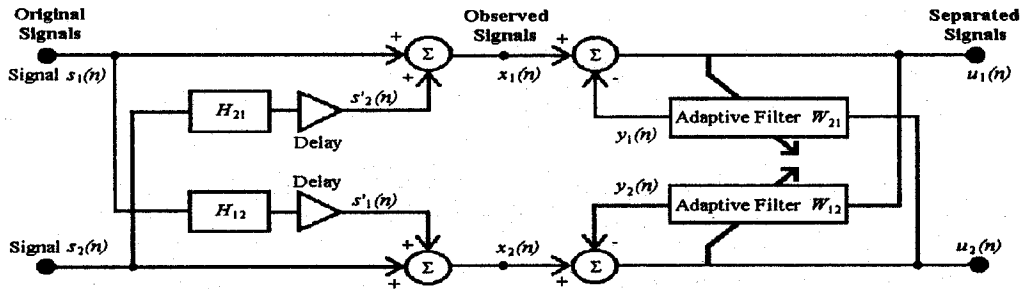 Original
Signals
Observed
Signals
Separated
Signals
+
Σ
+
+
Σ
-
Signal s₁(n)
x₁(n)
u₁(n)
H₂₁
s'₂(n)
Delay
y₁(n)
Adaptive Filter W₂₁
H₁₂
Delay
s'₁(n)
y₂(n)
Adaptive Filter W₁₂
Signal s₂(n)
+
Σ
+
x₂(n)
-
Σ
+
u₂(n)